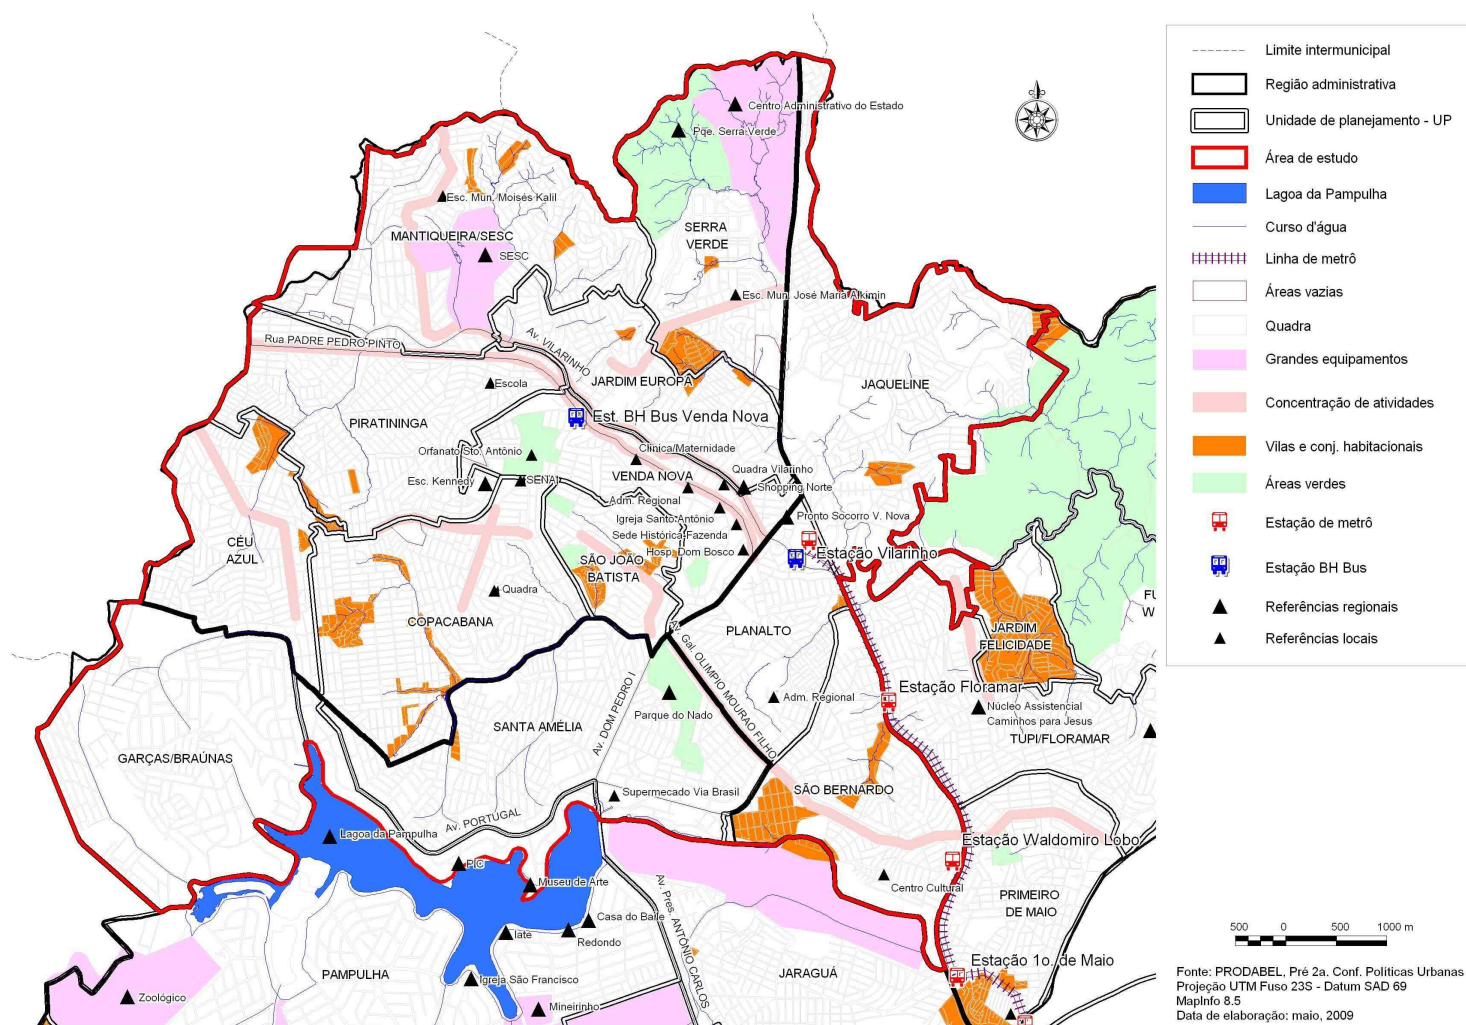 Centro Administrativo do Estado
Pqe. Serra Verde
Esc. Mun. Moisés Kalil
MANTIQUEIRA/SESC
SESC
SERRA
VERDE
Esc. Mun. José Maria Alkimin
Rua PADRE PEDRO PINTO
Av. VILARINHO
JARDIM EUROPA
JAQUELINE
Escola
Est. BH Bus Venda Nova
PIRATININGA
Orfanato Sto. Antônio
Clínica/Maternidade
Quadra Vilarinho
VENDA NOVA
Esc. Kennedy
SENAI
Shopping Norte
Adm. Regional
Igreja Santo Antônio
Pronto Socorro V. Nova
Sede Histórica-Fazenda
CÉU
AZUL
Hosp. Dom Bosco
Estação Vilarinho
SÃO JOÃO
BATISTA
Quadra
COPACABANA
PLANALTO
JARDIM
FELICIDADE
FU
W
Av. Gal. OLIMPIO MOURAO FILHO
Estação Floramar
Adm. Regional
Núcleo Assistencial
Caminhos para Jesus
TUPI/FLORAMAR
Parque do Nado
SANTA AMÉLIA
Av. DOM PEDRO I
GARÇAS/BRAÚNAS
SÃO BERNARDO
Supermecado Via Brasil
Av. PORTUGAL
Lagoa da Pampulha
Estação Waldomiro Lobo
PIC
Museu de Arte
Centro Cultural
PRIMEIRO
DE MAIO
Av. Pres. ANTÔNIO CARLOS
Casa do Baile
Iate
Redondo
Estação 1o. de Maio
PAMPULHA
Igreja São Francisco
JARAGUÁ
Zoológico
Mineirinho
Limite intermunicipal
Região administrativa
Unidade de planejamento - UP
Área de estudo
Lagoa da Pampulha
Curso d'água
Linha de metrô
Áreas vazias
Quadra
Grandes equipamentos
Concentração de atividades
Vilas e conj. habitacionais
Áreas verdes
Estação de metrô
Estação BH Bus
Referências regionais
Referências locais
500 0 500 1000 m
Fonte: PRODABEL, Pré 2a. Conf. Políticas Urbanas
Projeção UTM Fuso 23S - Datum SAD 69
MapInfo 8.5
Data de elaboração: maio, 2009